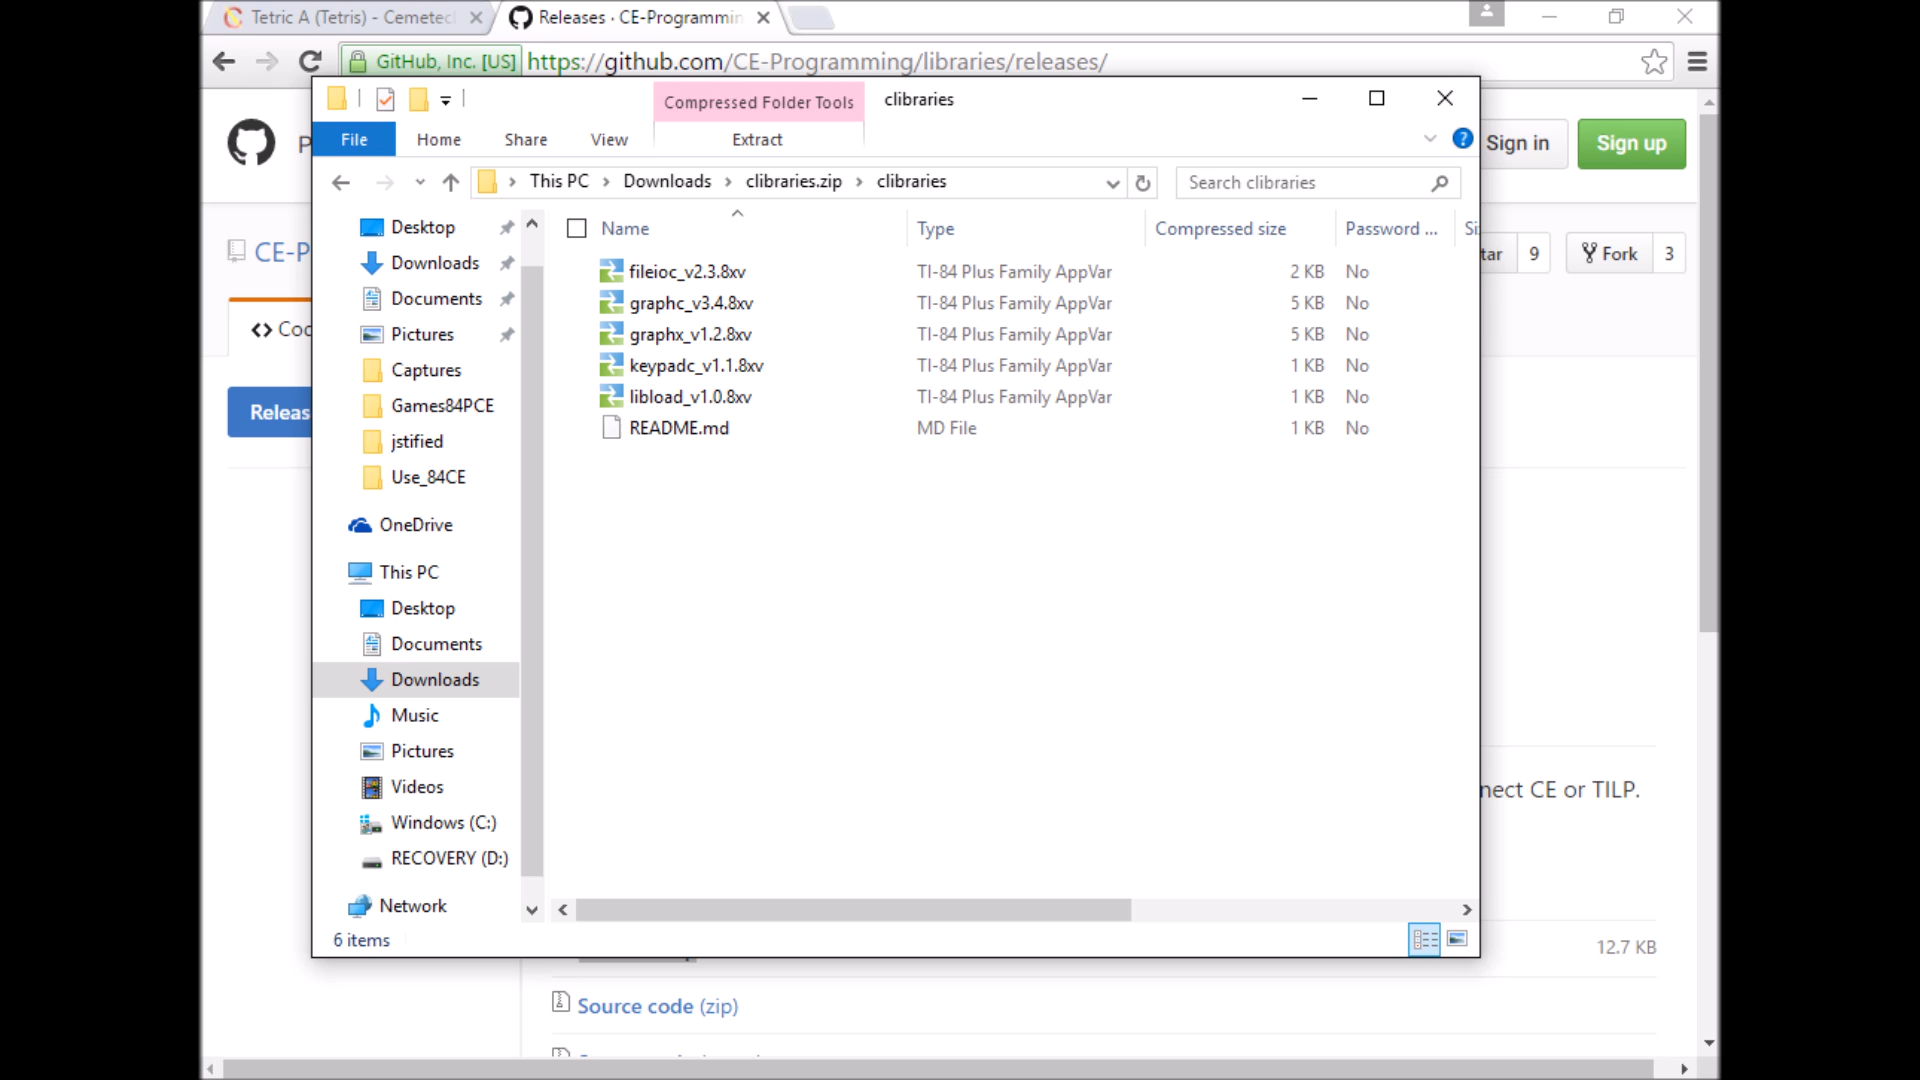 Tetric A (Tetris) - Cemetec
Releases · CE-Programmin
GitHub, Inc. [US]
https://github.com/CE-Programming/libraries/releases/
Compressed Folder Tools
clibraries
File
Home
Share
View
Extract
?
P
Sign in
Sign up
This PC
Downloads
clibraries.zip
clibraries
Search clibraries
CE-P
tar
9
Fork
3
Coo
Releas
Desktop
Downloads
Documents
Pictures
Captures
Games84PCE
jstified
Use_84CE
OneDrive
This PC
Desktop
Documents
Downloads
Music
Pictures
Videos
Windows (C:)
RECOVERY (D:)
Network
Name Type Compressed size Password ... Si
fileioc_v2.3.8xv TI-84 Plus Family AppVar 2 KB No
graphc_v3.4.8xv TI-84 Plus Family AppVar 5 KB No
graphx_v1.2.8xv TI-84 Plus Family AppVar 5 KB No
keypadc_v1.1.8xv TI-84 Plus Family AppVar 1 KB No
libload_v1.0.8xv TI-84 Plus Family AppVar 1 KB No
README.md MD File 1 KB No
6 items
nect CE or TILP.
12.7 KB
Source code (zip)